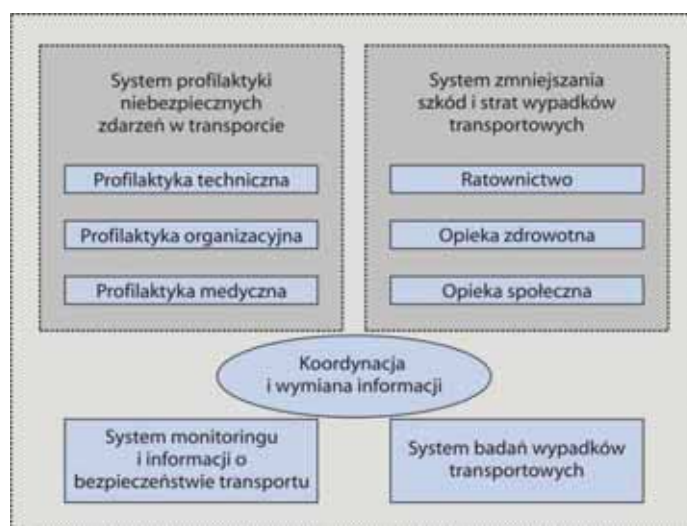 System profilaktyki
niebezpiecznych
zdarzeń w transporcie
Profilaktyka techniczna
Profilaktyka organizacyjna
Profilaktyka medyczna
System zmniejszania
szkód i strat wypadków
transportowych
Ratownictwo
Opieka zdrowotna
Opieka społeczna
Koordynacja
i wymiana informacji
System monitoringu
i informacji o
bezpieczeństwie transportu
System badań wypadków
transportowych